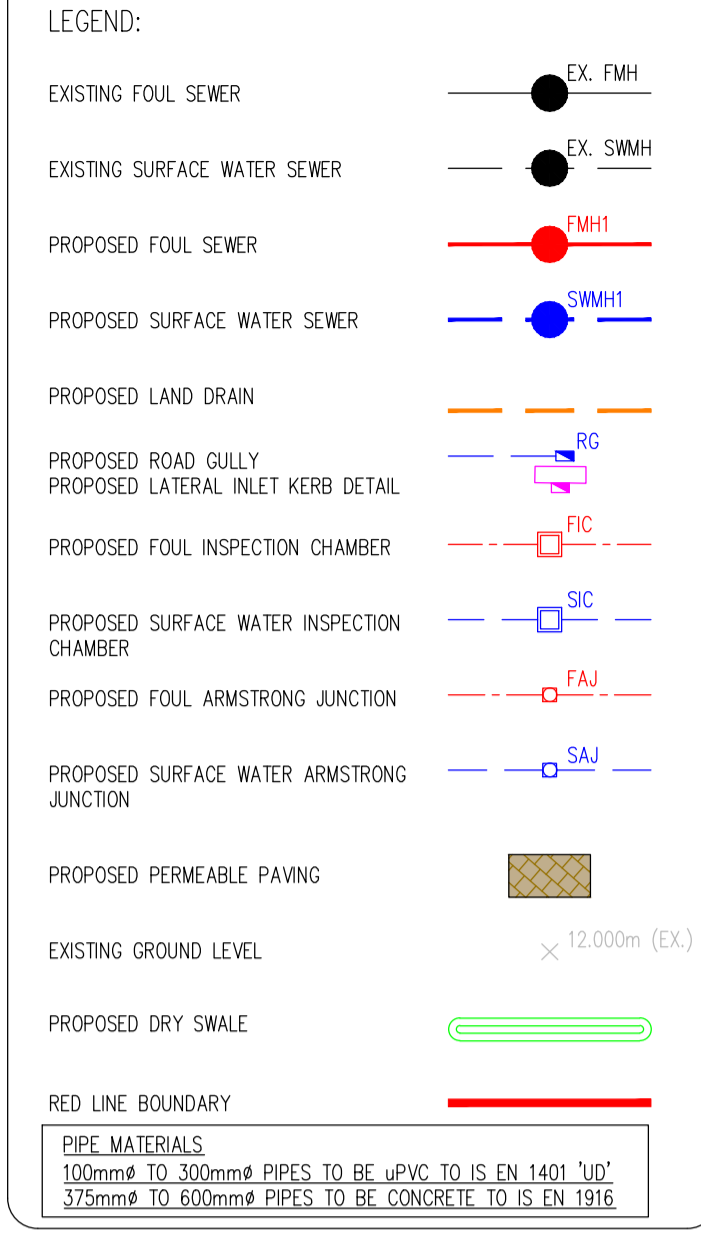 LEGEND:
EXISTING FOUL SEWER
EX. FMH
EXISTING SURFACE WATER SEWER
EX. SWMH
PROPOSED FOUL SEWER
FMH1
PROPOSED SURFACE WATER SEWER
SWMH1
PROPOSED LAND DRAIN
PROPOSED ROAD GULLY
RG
PROPOSED LATERAL INLET KERB DETAIL
PROPOSED FOUL INSPECTION CHAMBER
FIC
PROPOSED SURFACE WATER INSPECTION
CHAMBER
SIC
PROPOSED FOUL ARMSTRONG JUNCTION
FAJ
PROPOSED SURFACE WATER ARMSTRONG
JUNCTION
SAJ
PROPOSED PERMEABLE PAVING
EXISTING GROUND LEVEL
12.000m (EX.)
PROPOSED DRY SWALE
RED LINE BOUNDARY
PIPE MATERIALS
100mmø TO 300mmø PIPES TO BE uPVC TO IS EN 1401 'UD'
375mmø TO 600mmø PIPES TO BE CONCRETE TO IS EN 1916